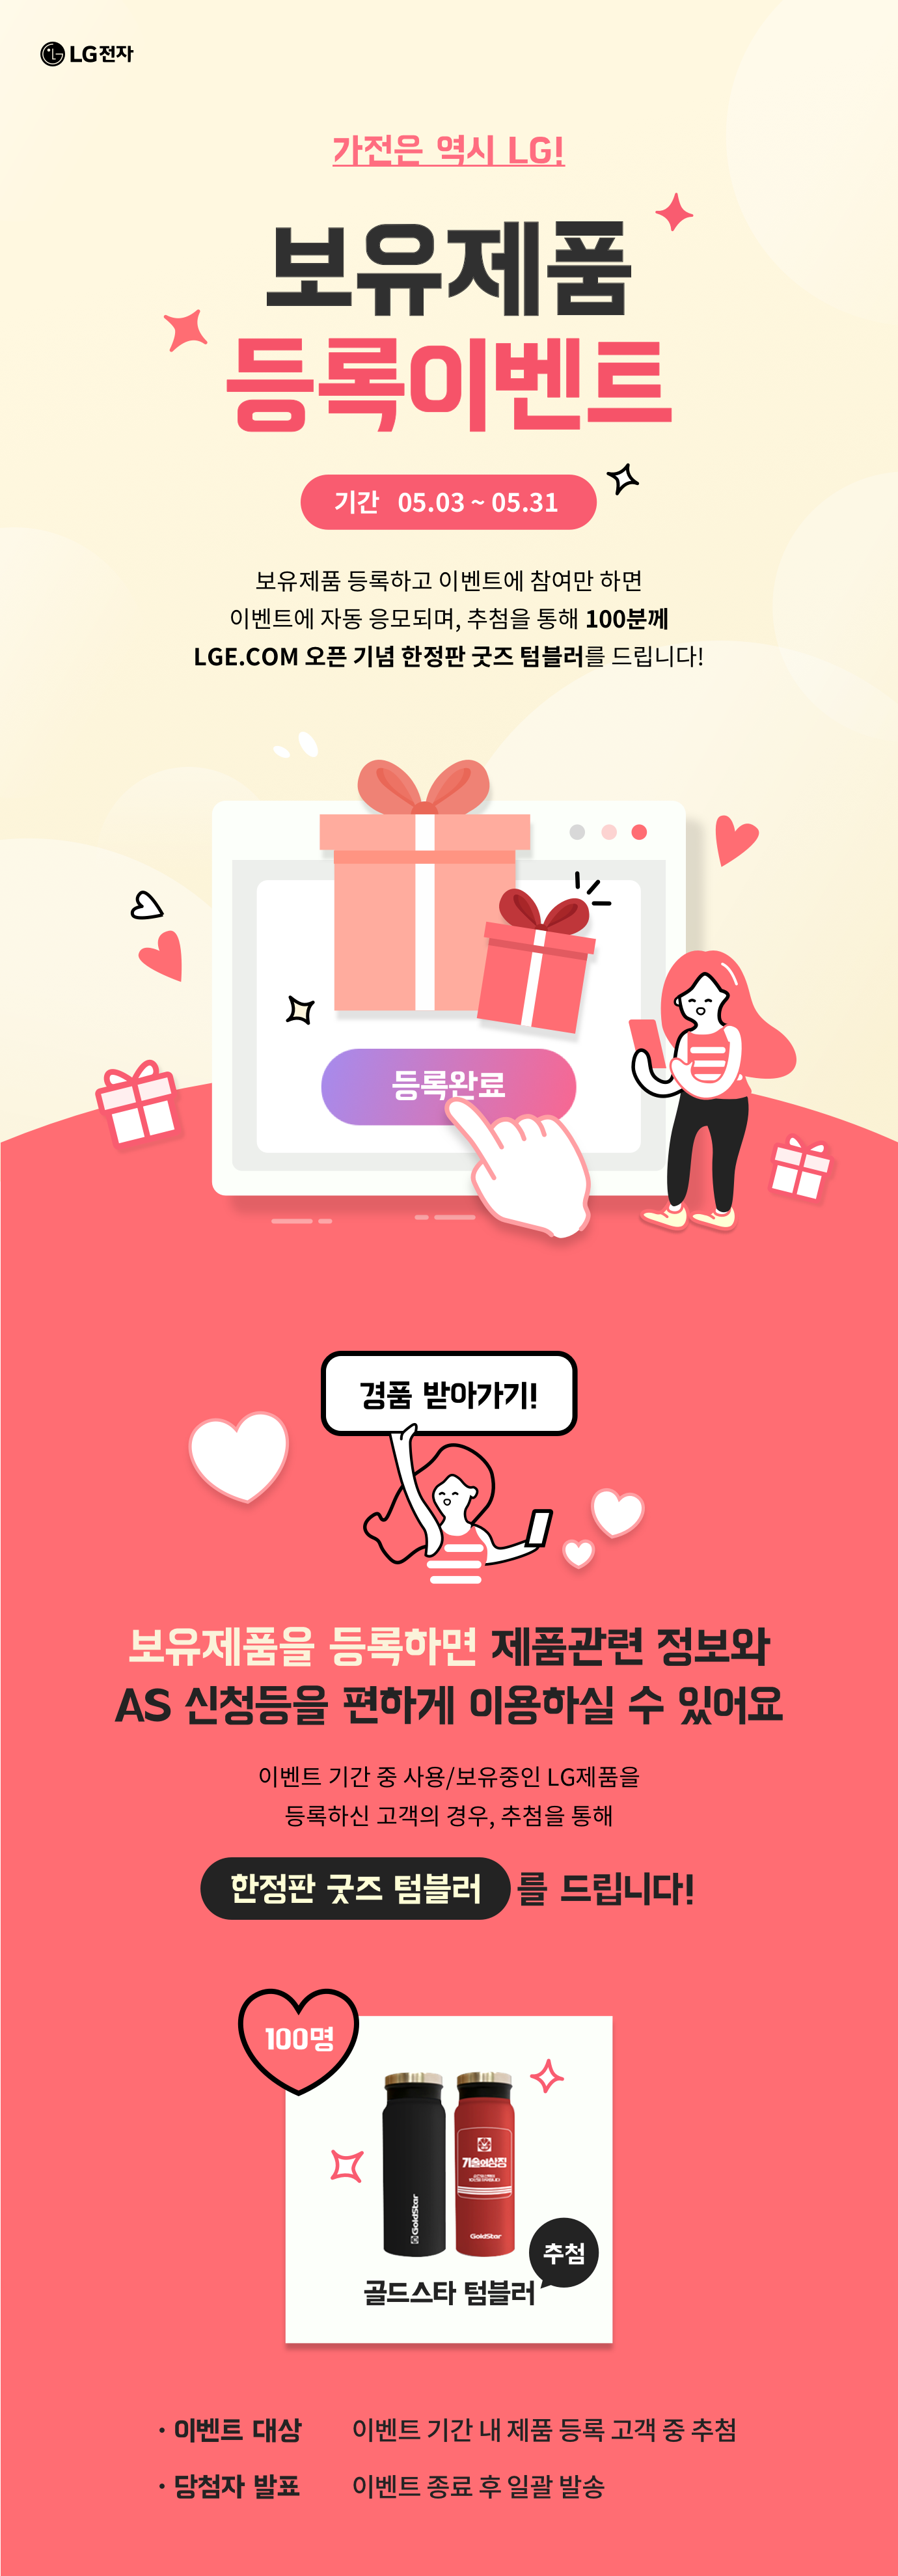 LG전자
가전은 역시 LG!
보유제품
등록이벤트
기간 05.03 ~ 05.31
보유제품 등록하고 이벤트에 참여만 하면
이벤트에 자동 응모되며, 추첨을 통해 100분께
LGE.COM 오픈 기념 한정판 굿즈 텀블러를 드립니다!
등록완료
경품 받아가기!
보유제품을 등록하면 제품관련 정보와
AS 신청등을 편하게 이용하실 수 있어요
이벤트 기간 중 사용/보유중인 LG제품을
등록하신 고객의 경우, 추첨을 통해
한정판 굿즈 텀블러를 드립니다!
100명
기술의상징
GoldStar
GoldStar
추첨
골드스타 텀블러
· 이벤트 대상 이벤트 기간 내 제품 등록 고객 중 추첨
· 당첨자 발표 이벤트 종료 후 일괄 발송